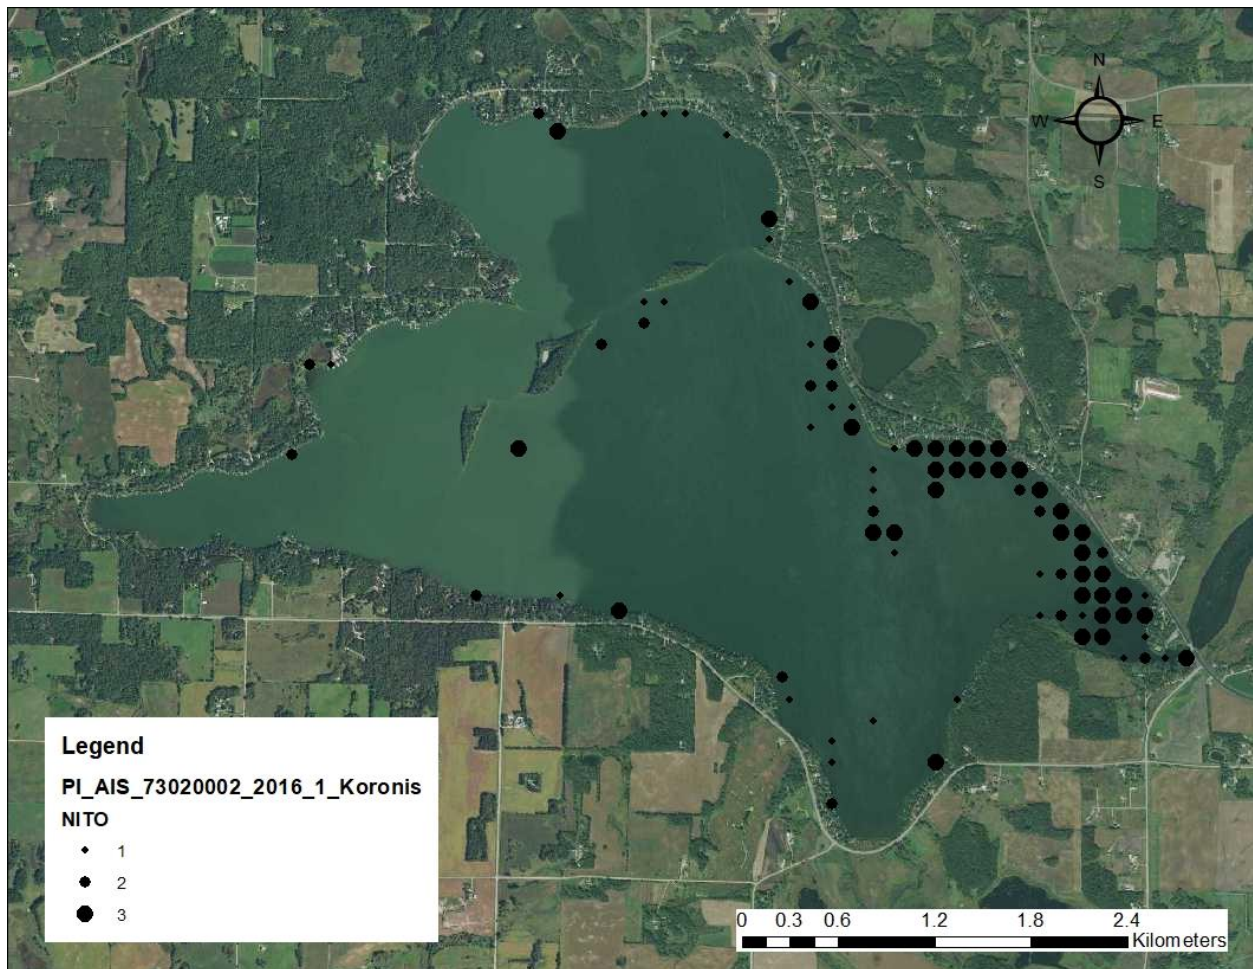 N
W E
S
Legend
PI_AIS_73020002_2016_1_Koronis
NITO
1
2
3
0 0.3 0.6 1.2 1.8 2.4
Kilometers